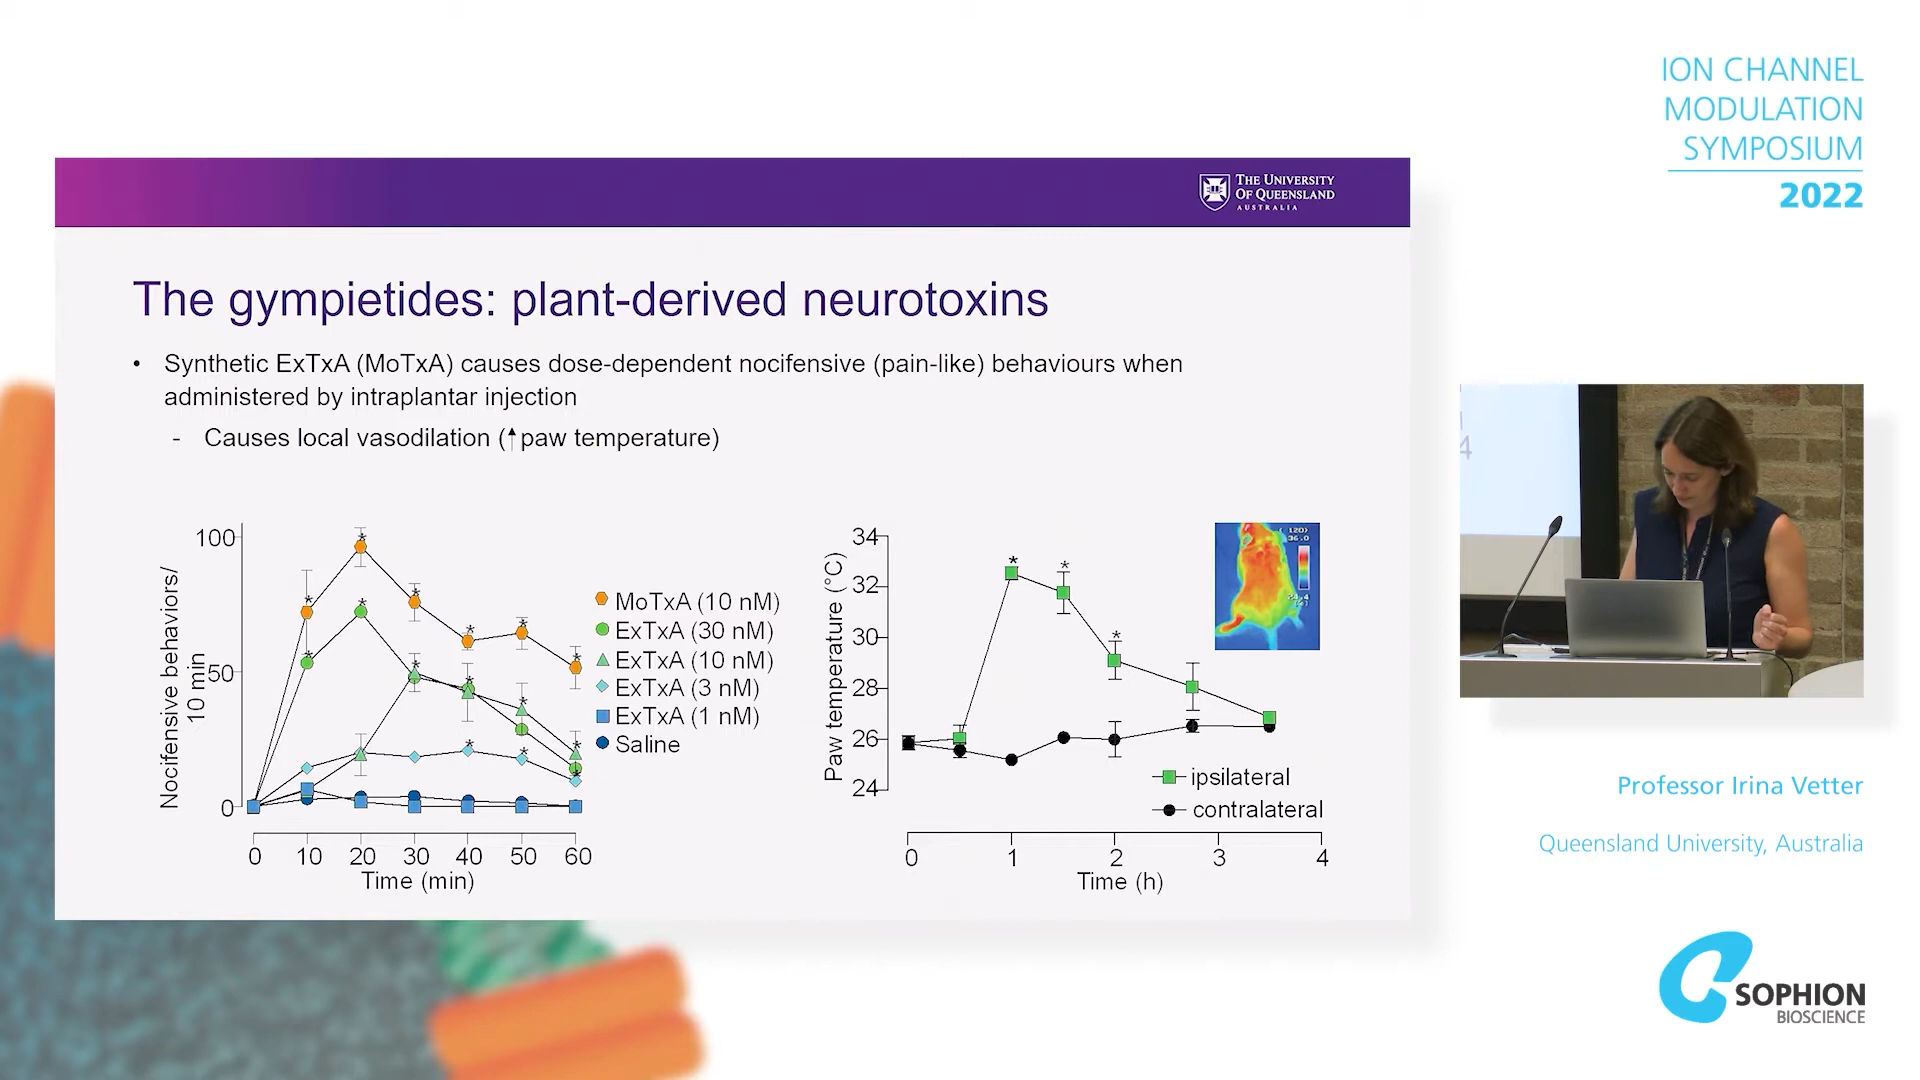 ION CHANNEL
MODULATION
SYMPOSIUM
2022
THE UNIVERSITY
OF QUEENSLAND
AUSTRALIA
The gympietides: plant-derived neurotoxins
• Synthetic ExTxA (MoTxA) causes dose-dependent nocifensive (pain-like) behaviours when
administered by intraplantar injection
- Causes local vasodilation (↑paw temperature)
Nocifensive behaviors/
10 min
100
50
0
0 10 20 30 40 50 60
Time (min)
MoTxA (10 nM)
ExTxA (30 nM)
ExTxA (10 nM)
ExTxA (3 nM)
ExTxA (1 nM)
Saline
Paw temperature (°C)
34
32
30
28
26
24
36.0
ipsilateral
contralateral
0 1 2 3 4
Time (h)
4
Professor Irina Vetter
Queensland University, Australia
SOPHION
BIOSCIENCE